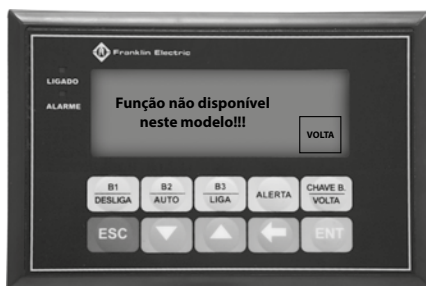 Franklin Electric
LIGADO
ALARME
Função não disponível
neste modelo!!!
VOLTA
B1
DESLIGA
B2
AUTO
B3
LIGA
ALERTA
CHAVE B.
VOLTA
ESC
ENT